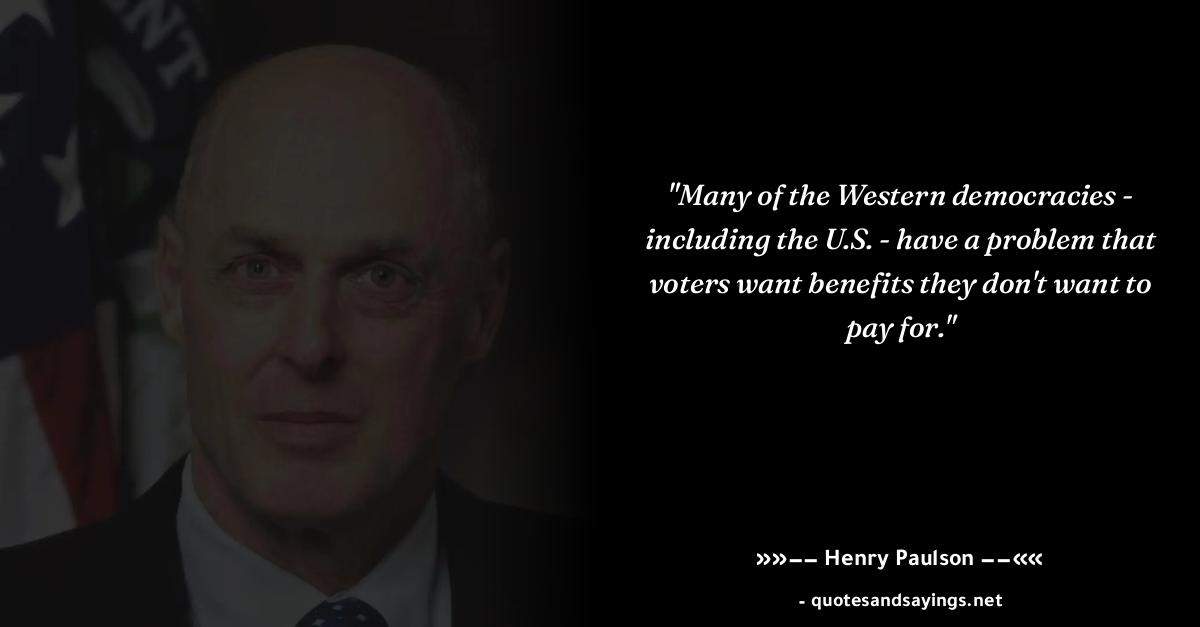 ENT
"Many of the Western democracies -
including the U.S. - have a problem that
voters want benefits they don't want to
pay for."
»»−− Henry Paulson −−««
- quotesandsayings.net